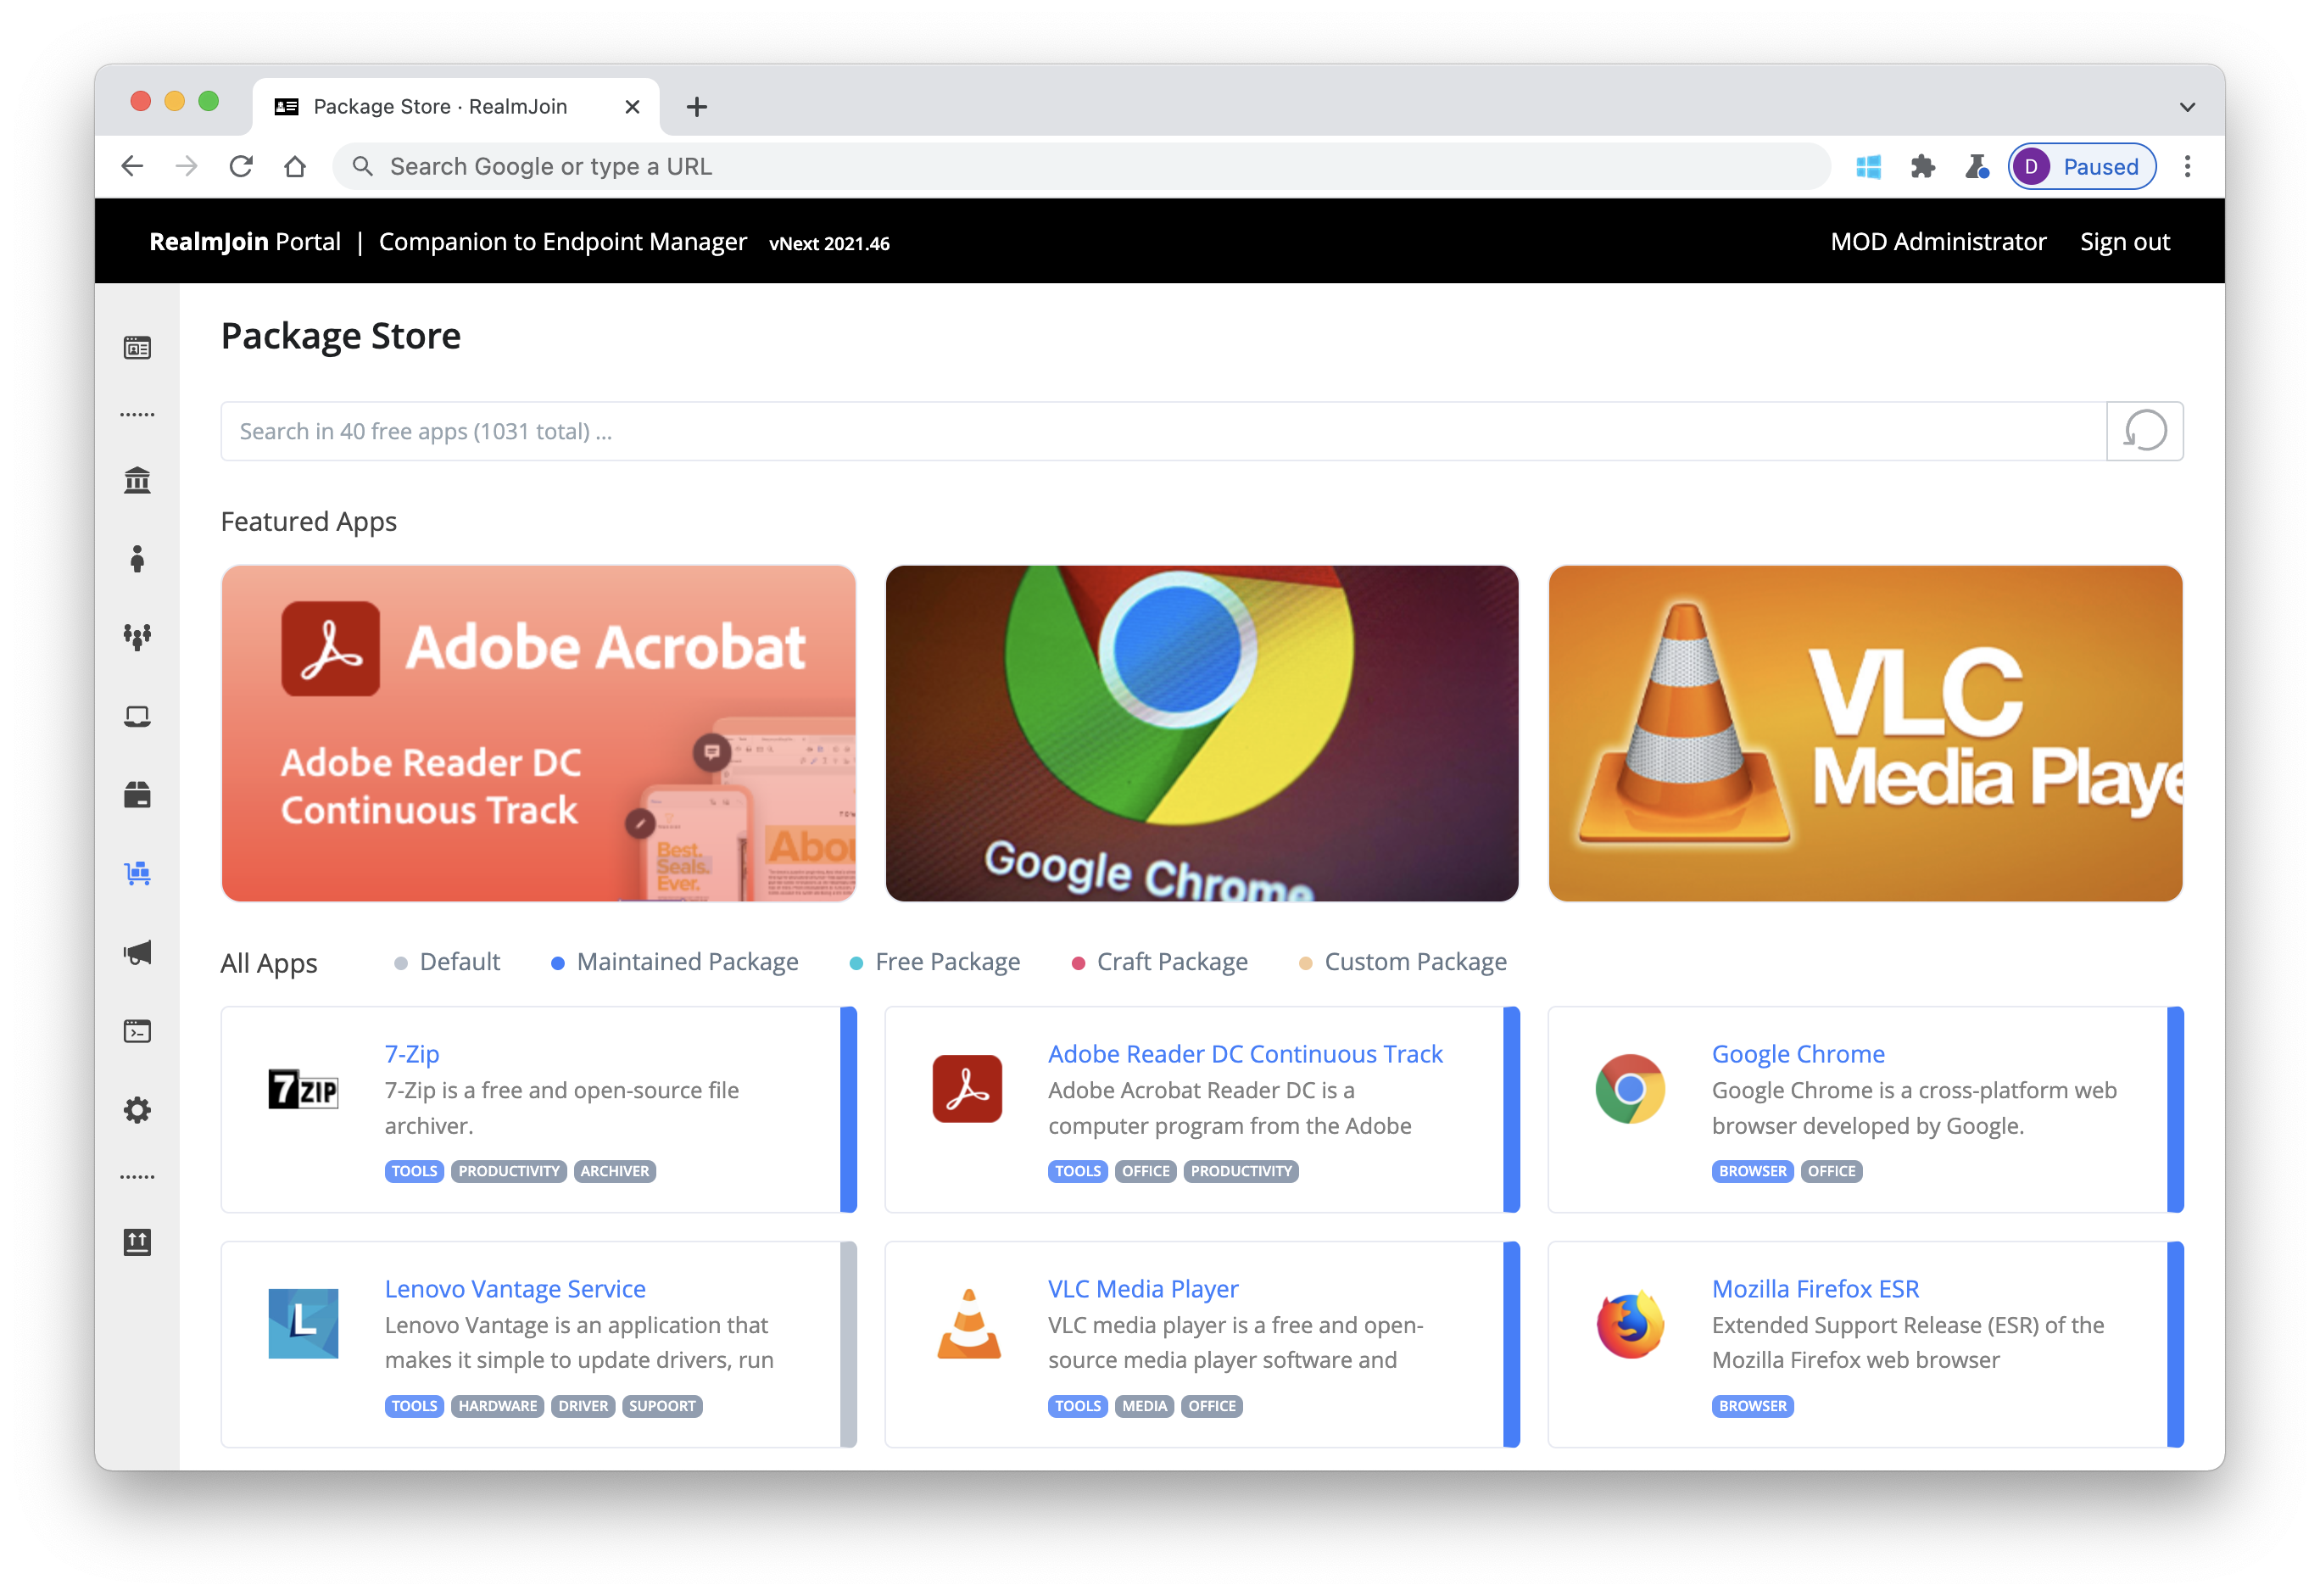 Package Store · RealmJoin
Search Google or type a URL
D Paused
RealmJoin Portal | Companion to Endpoint Manager vNext 2021.46
MOD Administrator Sign out
Package Store
Search in 40 free apps (1031 total) ...
Featured Apps
Adobe Acrobat
Adobe Reader DC
Continuous Track
Best.
Seals.
Ever.
Abou
Google Chrome
VLC
Media Playe
All Apps
Default
Maintained Package
Free Package
Craft Package
Custom Package
7ZIP
7-Zip
7-Zip is a free and open-source file
archiver.
TOOLS PRODUCTIVITY ARCHIVER
Adobe Reader DC Continuous Track
Adobe Acrobat Reader DC is a
computer program from the Adobe
TOOLS OFFICE PRODUCTIVITY
Google Chrome
Google Chrome is a cross-platform web
browser developed by Google.
BROWSER OFFICE
L
Lenovo Vantage Service
Lenovo Vantage is an application that
makes it simple to update drivers, run
TOOLS HARDWARE DRIVER SUPOORT
VLC Media Player
VLC media player is a free and open-
source media player software and
TOOLS MEDIA OFFICE
Mozilla Firefox ESR
Extended Support Release (ESR) of the
Mozilla Firefox web browser
BROWSER